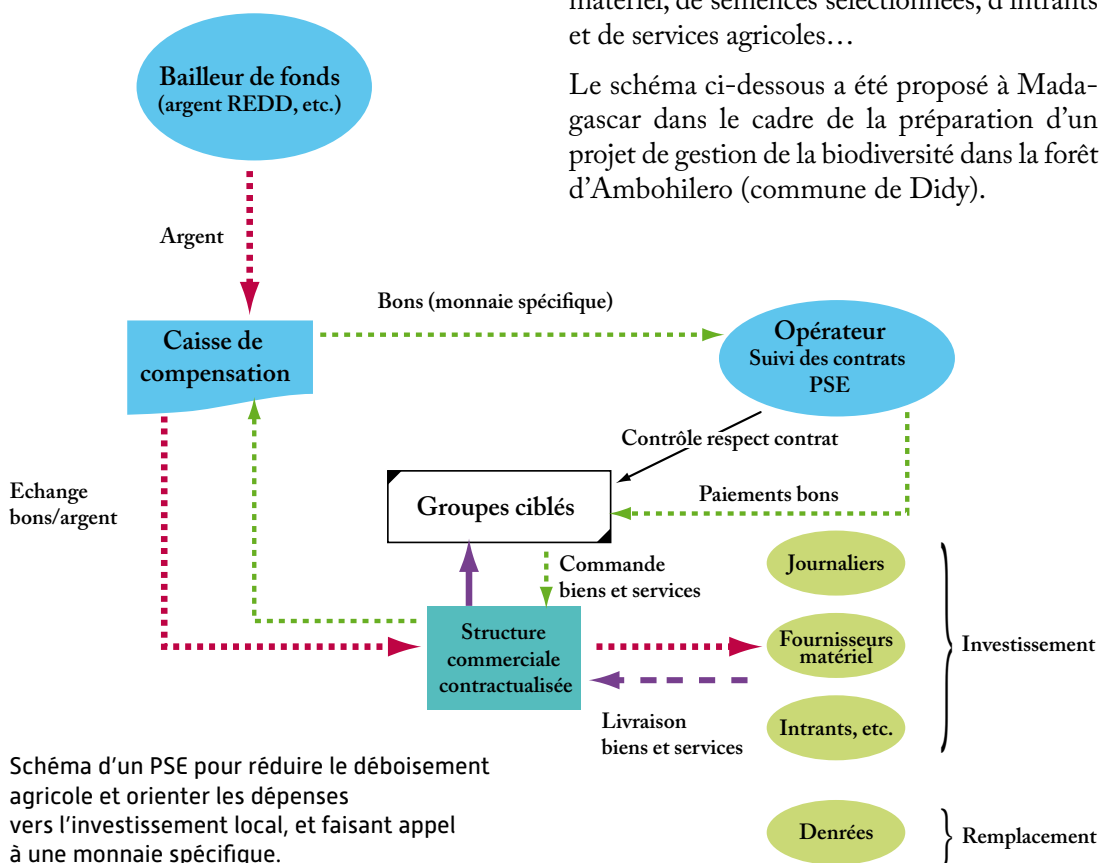 matériel, de semences sélectionnées, d'intrants
et de services agricoles…
Le schéma ci-dessous a été proposé à Mada-
gascar dans le cadre de la préparation d'un
projet de gestion de la biodiversité dans la forêt
d'Ambohilero (commune de Didy).
Bailleur de fonds
(argent REDD, etc.)
Argent
Bons (monnaie spécifique)
Caisse de
compensation
Opérateur
Suivi des contrats
PSE
Contrôle respect contrat
Echange
bons/argent
Groupes ciblés
Paiements bons
Commande
biens et services
Journaliers
Structure
commerciale
contractualisée
Fournisseurs
matériel
Investissement
Livraison
biens et services
Intrants, etc.
Schéma d'un PSE pour réduire le déboisement
agricole et orienter les dépenses
vers l'investissement local, et faisant appel
à une monnaie spécifique.
Denrées
Remplacement